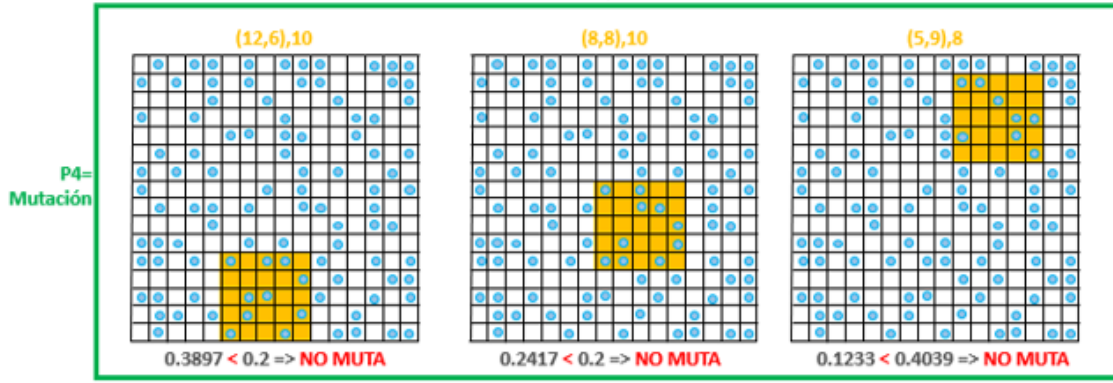 (12,6),10
(8,8),10
(5,9),8
P4=
Mutación
0.3897 < 0.2 => NO MUTA
0.2417 < 0.2 => NO MUTA
0.1233 < 0.4039 => NO MUTA